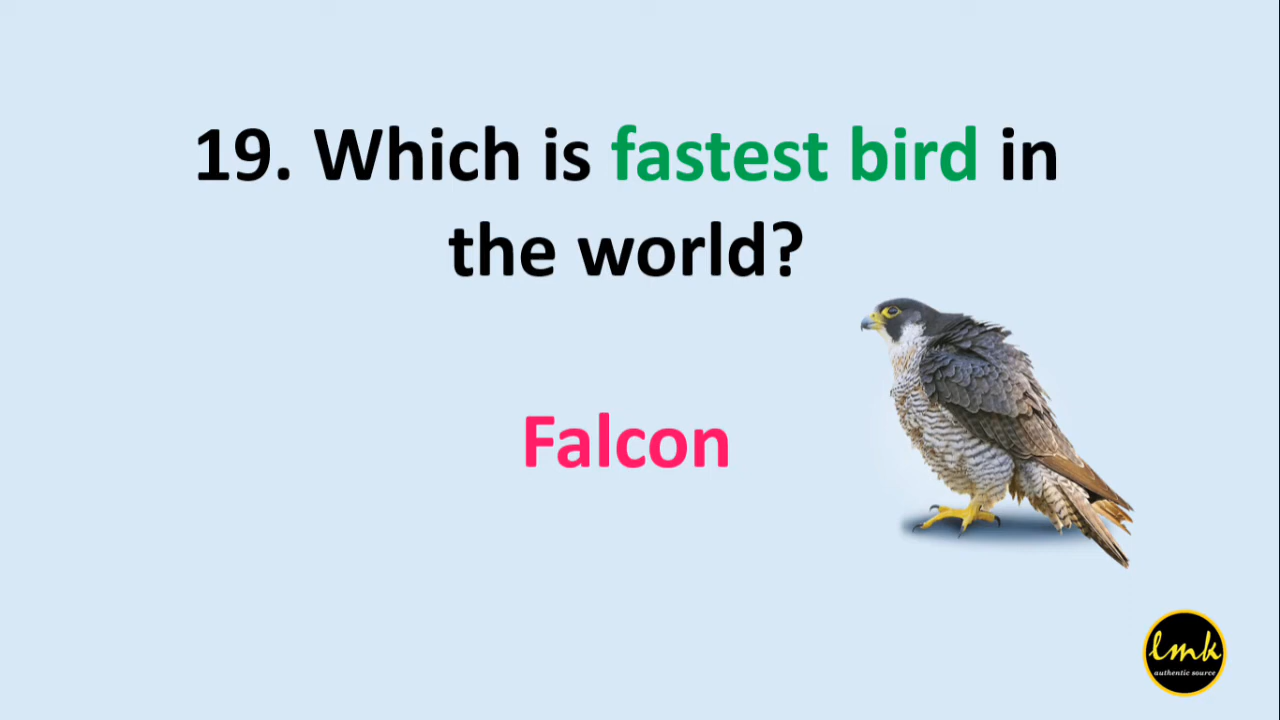 19. Which is fastest bird in
the world?
Falcon
lmk
authentic source